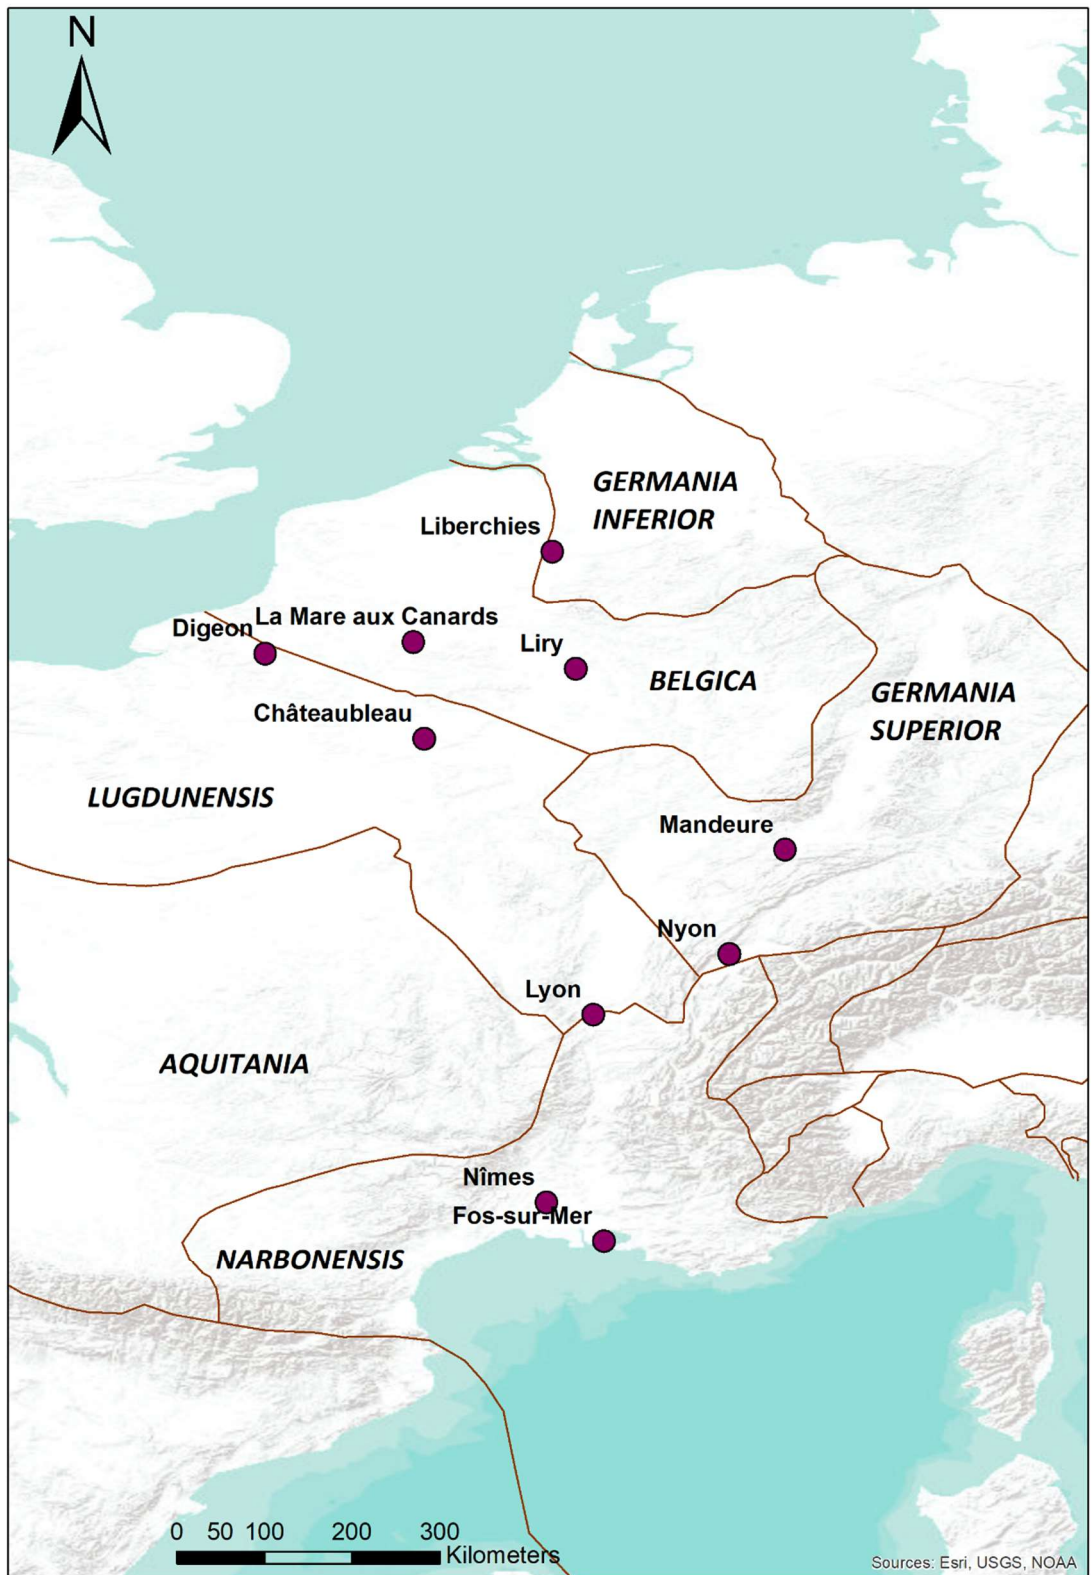 N
GERMANIA
INFERIOR
Liberchies
La Mare aux Canards
Digeon
Liry
BELGICA
GERMANIA
SUPERIOR
Châteaubleau
LUGDUNENSIS
Mandeure
Nyon
Lyon
AQUITANIA
Nîmes
Fos-sur-Mer
NARBONENSIS
0 50 100 200 300
Kilometers
Sources: Esri, USGS, NOAA